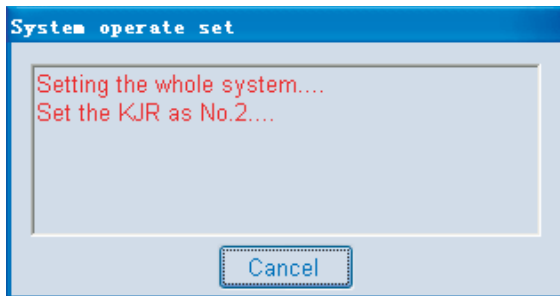 System operate set
Setting the whole system....
Set the KJR as No.2....
Cancel